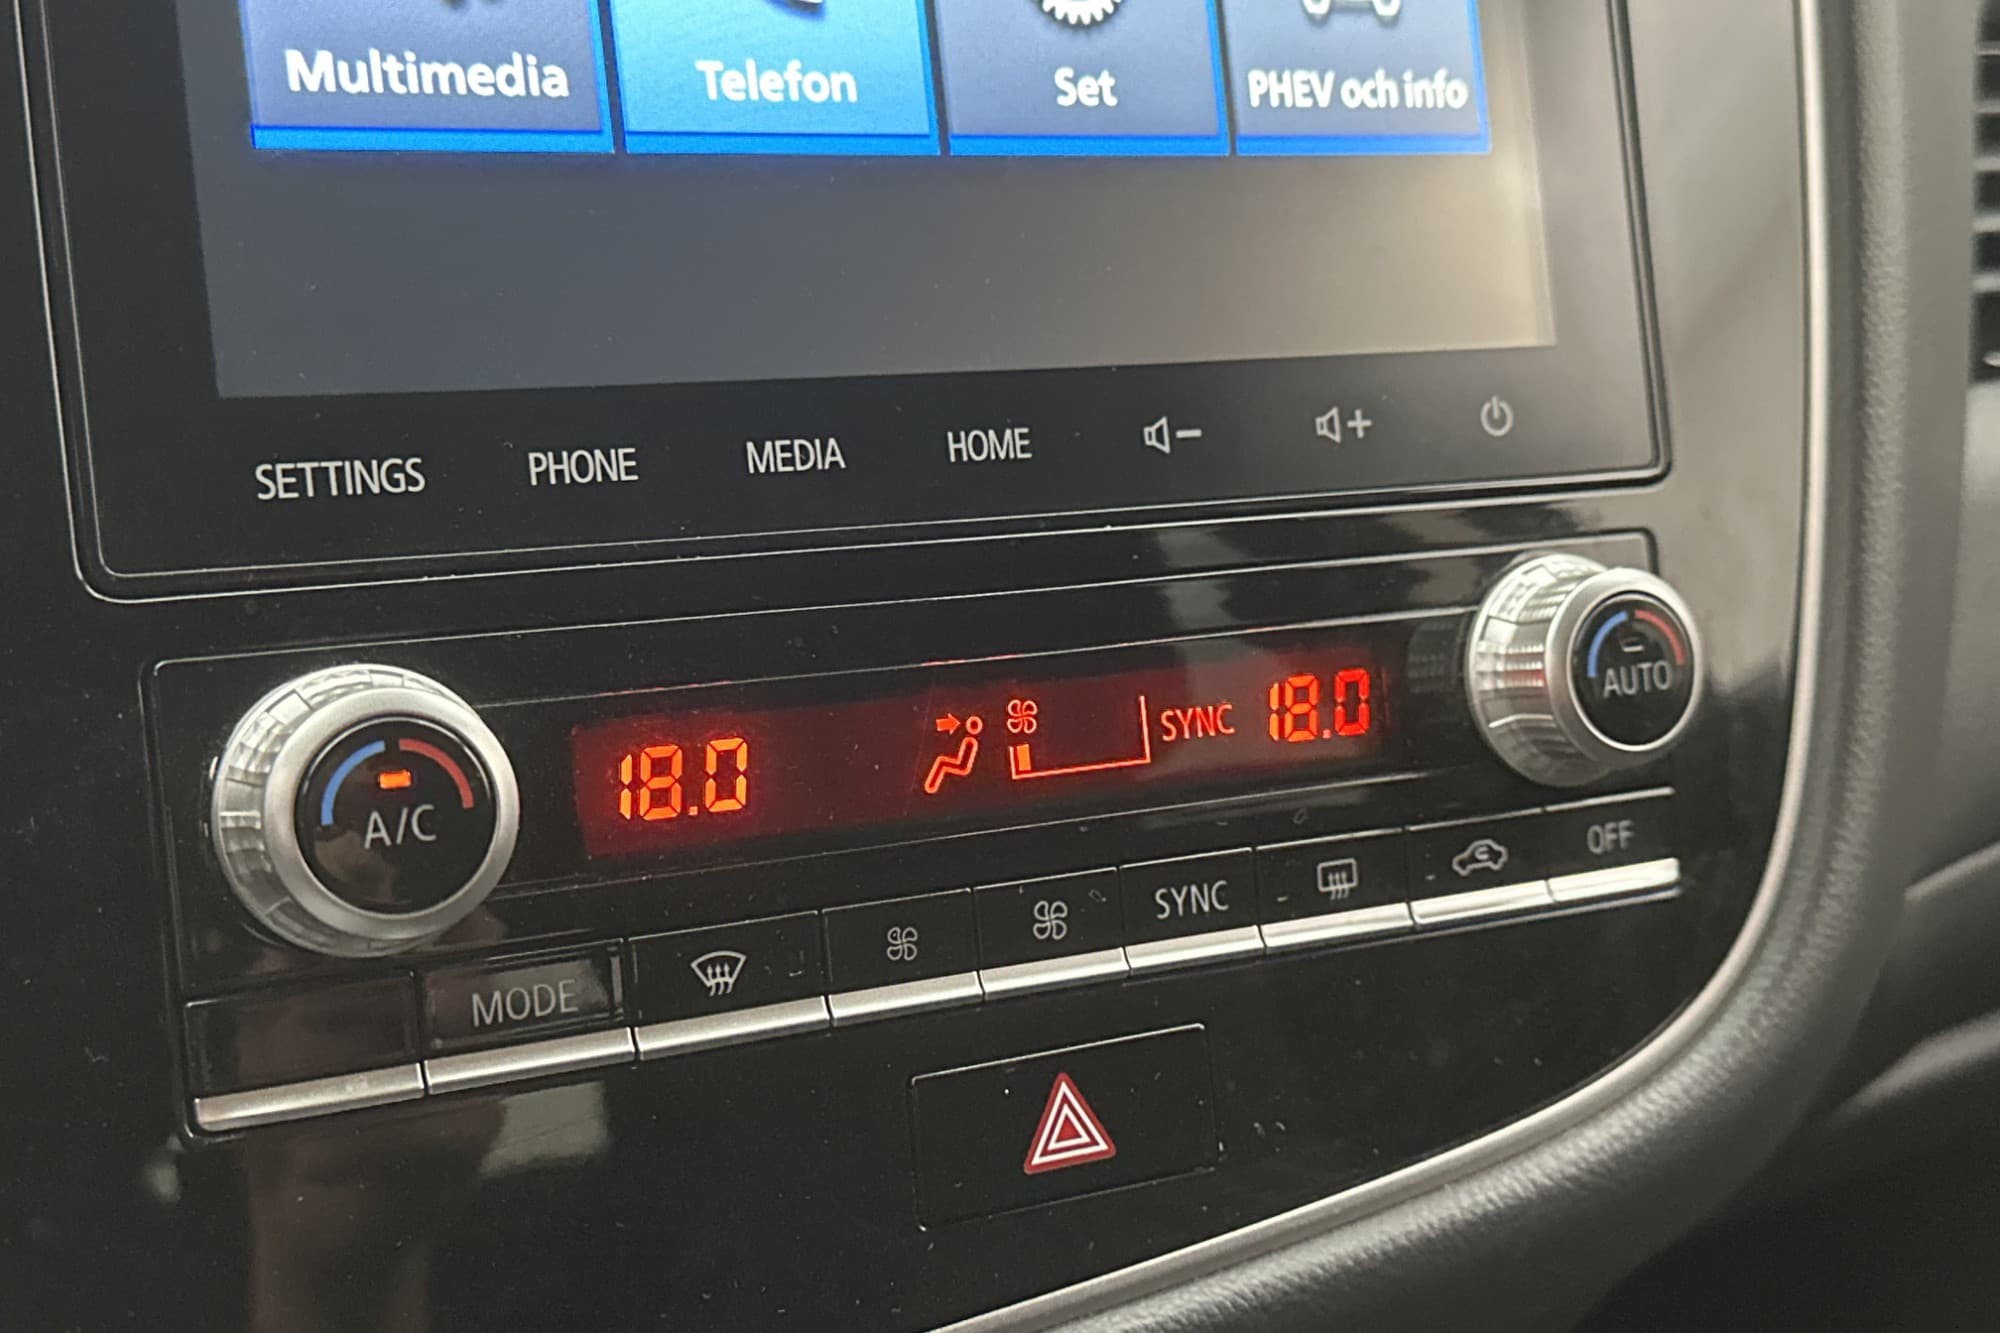 Multimedia Telefon Set PHEV och info
SETTINGS PHONE MEDIA HOME
18.0 SYNC 18.0
A/C AUTO
MODE SYNC OFF